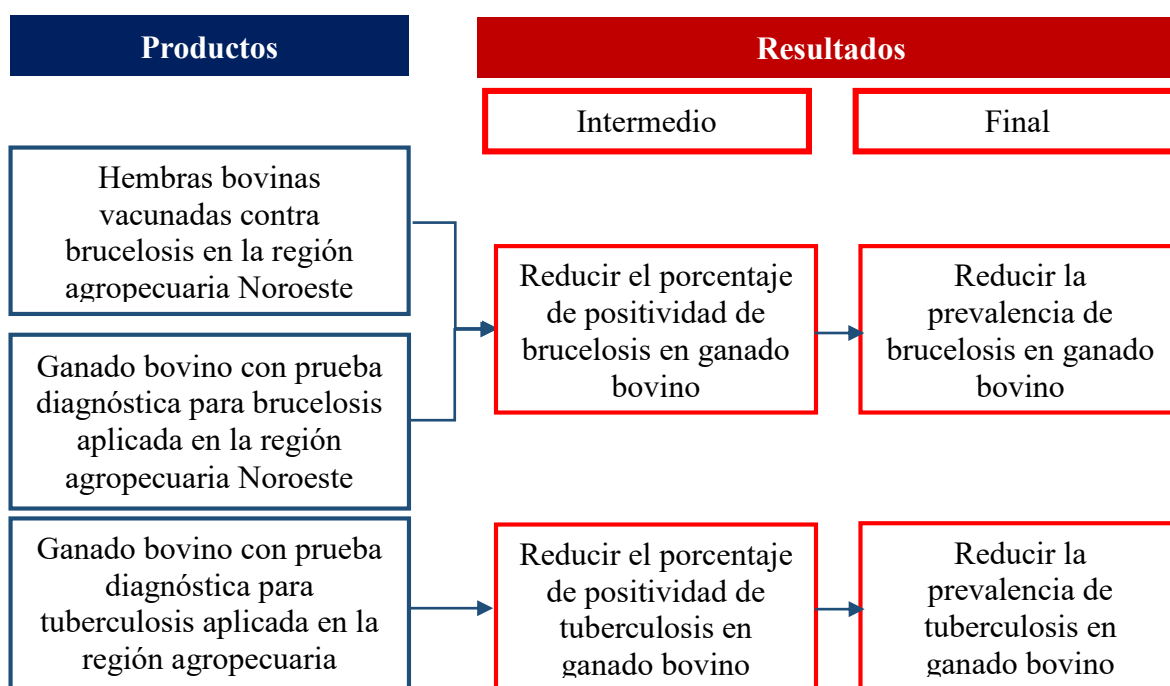 Productos
Resultados
Intermedio
Final
Hembras bovinas
vacunadas contra
brucelosis en la región
agropecuaria Noroeste
Ganado bovino con prueba
diagnóstica para brucelosis
aplicada en la región
agropecuaria Noroeste
Reducir el porcentaje
de positividad de
brucelosis en ganado
bovino
Reducir la
prevalencia de
brucelosis en ganado
bovino
Ganado bovino con prueba
diagnóstica para
tuberculosis aplicada en la
región agropecuaria
Reducir el porcentaje
de positividad de
tuberculosis en
ganado bovino
Reducir la
prevalencia de
tuberculosis en
ganado bovino